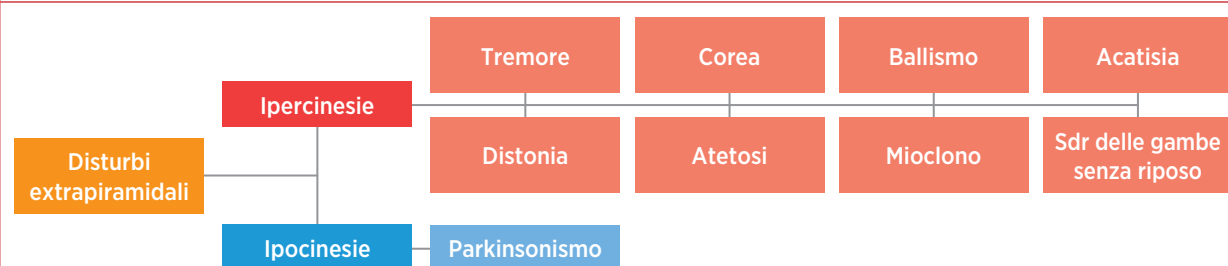 Tremore
Corea
Ballismo
Acatisia
Ipercinesie
Distonia
Atetosi
Mioclono
Sdr delle gambe
senza riposo
Disturbi
extrapiramidali
Ipocinesie
Parkinsonismo